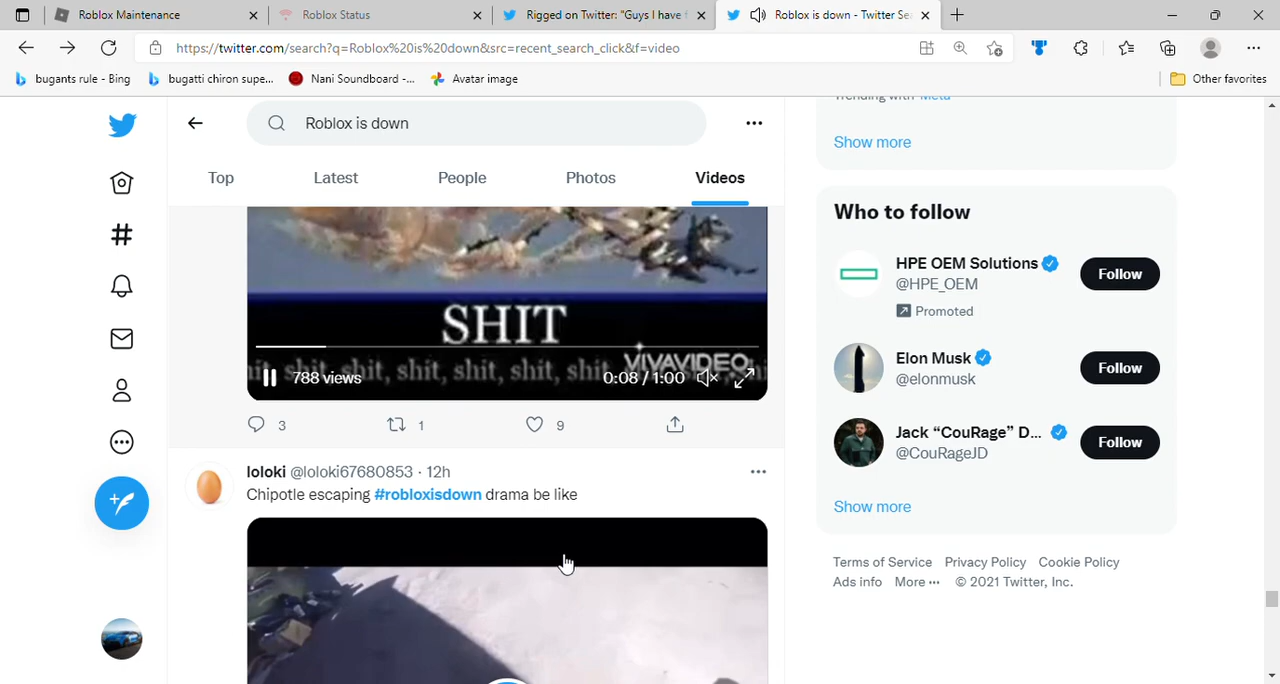 Roblox Maintenance
Roblox Status
Rigged on Twitter: "Guys I have f
Roblox is down - Twitter Sea
https://twitter.com/search?q=Roblox%20is%20down&src=recent_search_click&f=video
bugants rule - Bing
bugatti chiron supe...
Nani Soundboard -...
Avatar image
Other favorites
Roblox is down
Top
Latest
People
Photos
Videos
SHIT
shit, shit, shit, shit, shit,
VIVAVIDEO
788 views
0:08 / 1:00
3
1
9
loloki @loloki67680853 · 12h
Chipotle escaping #robloxisdown drama be like
Trending with Meta
Show more
Who to follow
HPE OEM Solutions
@HPE_OEM
Promoted
Follow
Elon Musk
@elonmusk
Follow
Jack “CouRage” D...
@CouRageJD
Follow
Show more
Terms of Service Privacy Policy Cookie Policy
Ads info More ··· © 2021 Twitter, Inc.